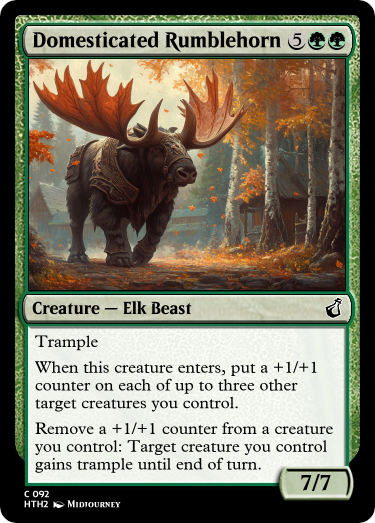 Domesticated Rumblehorn 5
Creature — Elk Beast
Trample
When this creature enters, put a +1/+1
counter on each of up to three other
target creatures you control.
Remove a +1/+1 counter from a creature
you control: Target creature you control
gains trample until end of turn.
7/7
C 092
HTH2 Midjourney